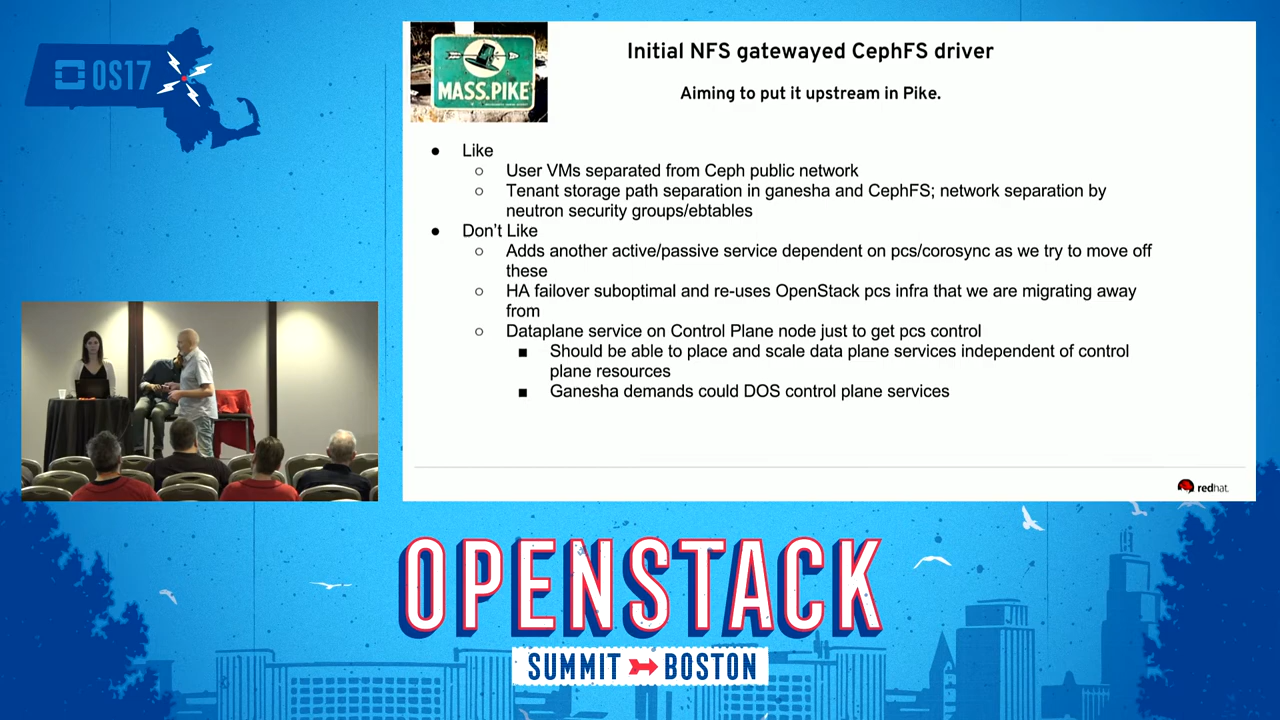 OS17
MASS.PIKE
Initial NFS gatewayed CephFS driver
Aiming to put it upstream in Pike.
● Like
○ User VMs separated from Ceph public network
○ Tenant storage path separation in ganesha and CephFS; network separation by
neutron security groups/ebtables
● Don't Like
○ Adds another active/passive service dependent on pcs/corosync as we try to move off
these
○ HA failover suboptimal and re-uses OpenStack pcs infra that we are migrating away
from
○ Dataplane service on Control Plane node just to get pcs control
■ Should be able to place and scale data plane services independent of control
plane resources
■ Ganesha demands could DOS control plane services
redhat.
OPENSTACK
SUMMIT BOSTON